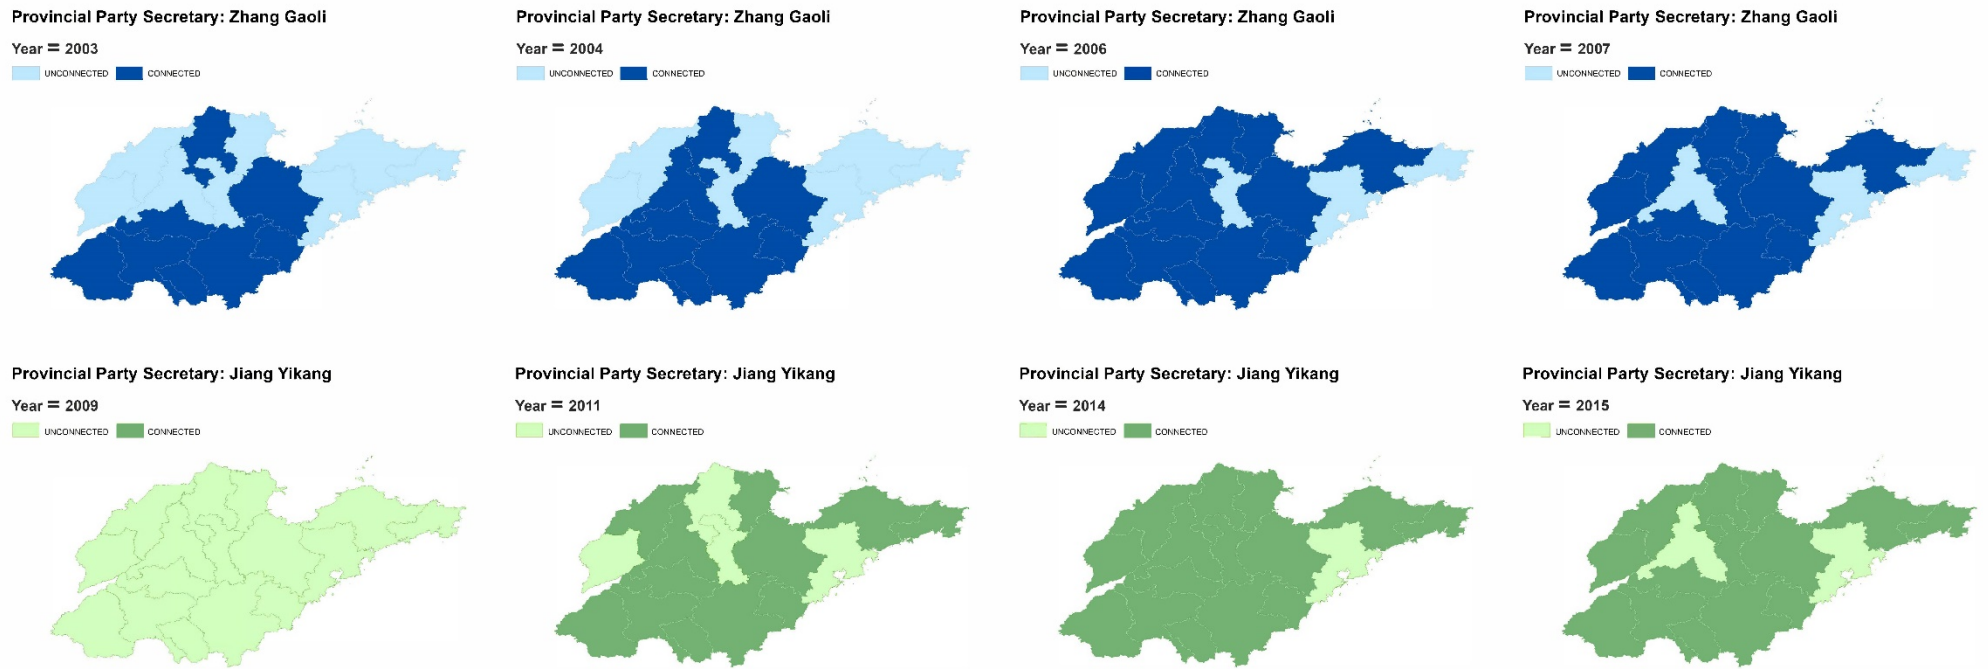 Provincial Party Secretary: Zhang Gaoli
Year = 2003
UNCONNECTED CONNECTED
Provincial Party Secretary: Zhang Gaoli
Year = 2004
UNCONNECTED CONNECTED
Provincial Party Secretary: Zhang Gaoli
Year = 2006
UNCONNECTED CONNECTED
Provincial Party Secretary: Zhang Gaoli
Year = 2007
UNCONNECTED CONNECTED
Provincial Party Secretary: Jiang Yikang
Year = 2009
UNCONNECTED CONNECTED
Provincial Party Secretary: Jiang Yikang
Year = 2011
UNCONNECTED CONNECTED
Provincial Party Secretary: Jiang Yikang
Year = 2014
UNCONNECTED CONNECTED
Provincial Party Secretary: Jiang Yikang
Year = 2015
UNCONNECTED CONNECTED